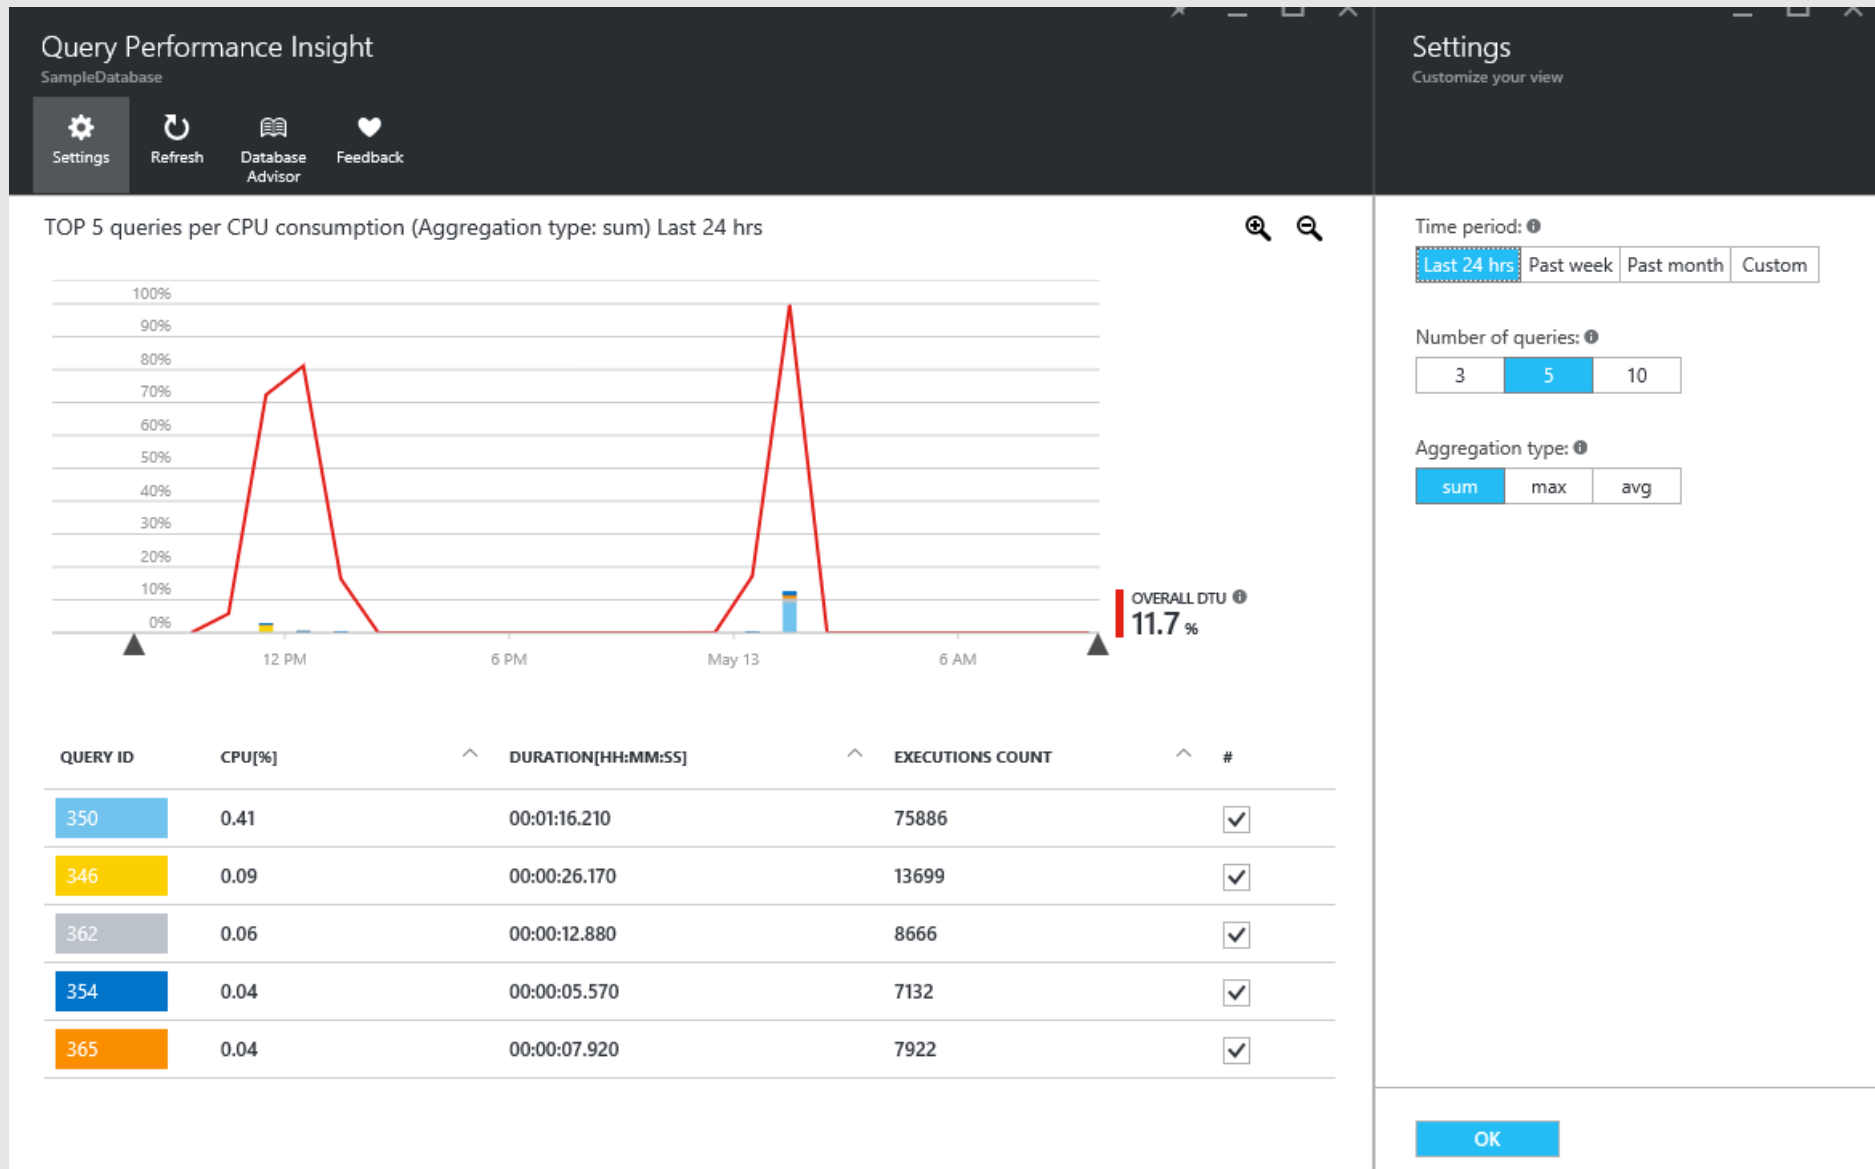 Query Performance Insight
SampleDatabase
Settings
Refresh
Database
Advisor
Feedback
TOP 5 queries per CPU consumption (Aggregation type: sum) Last 24 hrs
100%
90%
80%
70%
60%
50%
40%
30%
20%
10%
0%
12 PM
6 PM
May 13
6 AM
OVERALL DTU
11.7 %
QUERY ID CPU[%] DURATION[HH:MM:SS] EXECUTIONS COUNT #
350 0.41 00:01:16.210 75886
346 0.09 00:00:26.170 13699
362 0.06 00:00:12.880 8666
354 0.04 00:00:05.570 7132
365 0.04 00:00:07.920 7922
Settings
Customize your view
Time period:
Last 24 hrs Past week Past month Custom
Number of queries:
3 5 10
Aggregation type:
sum max avg
OK